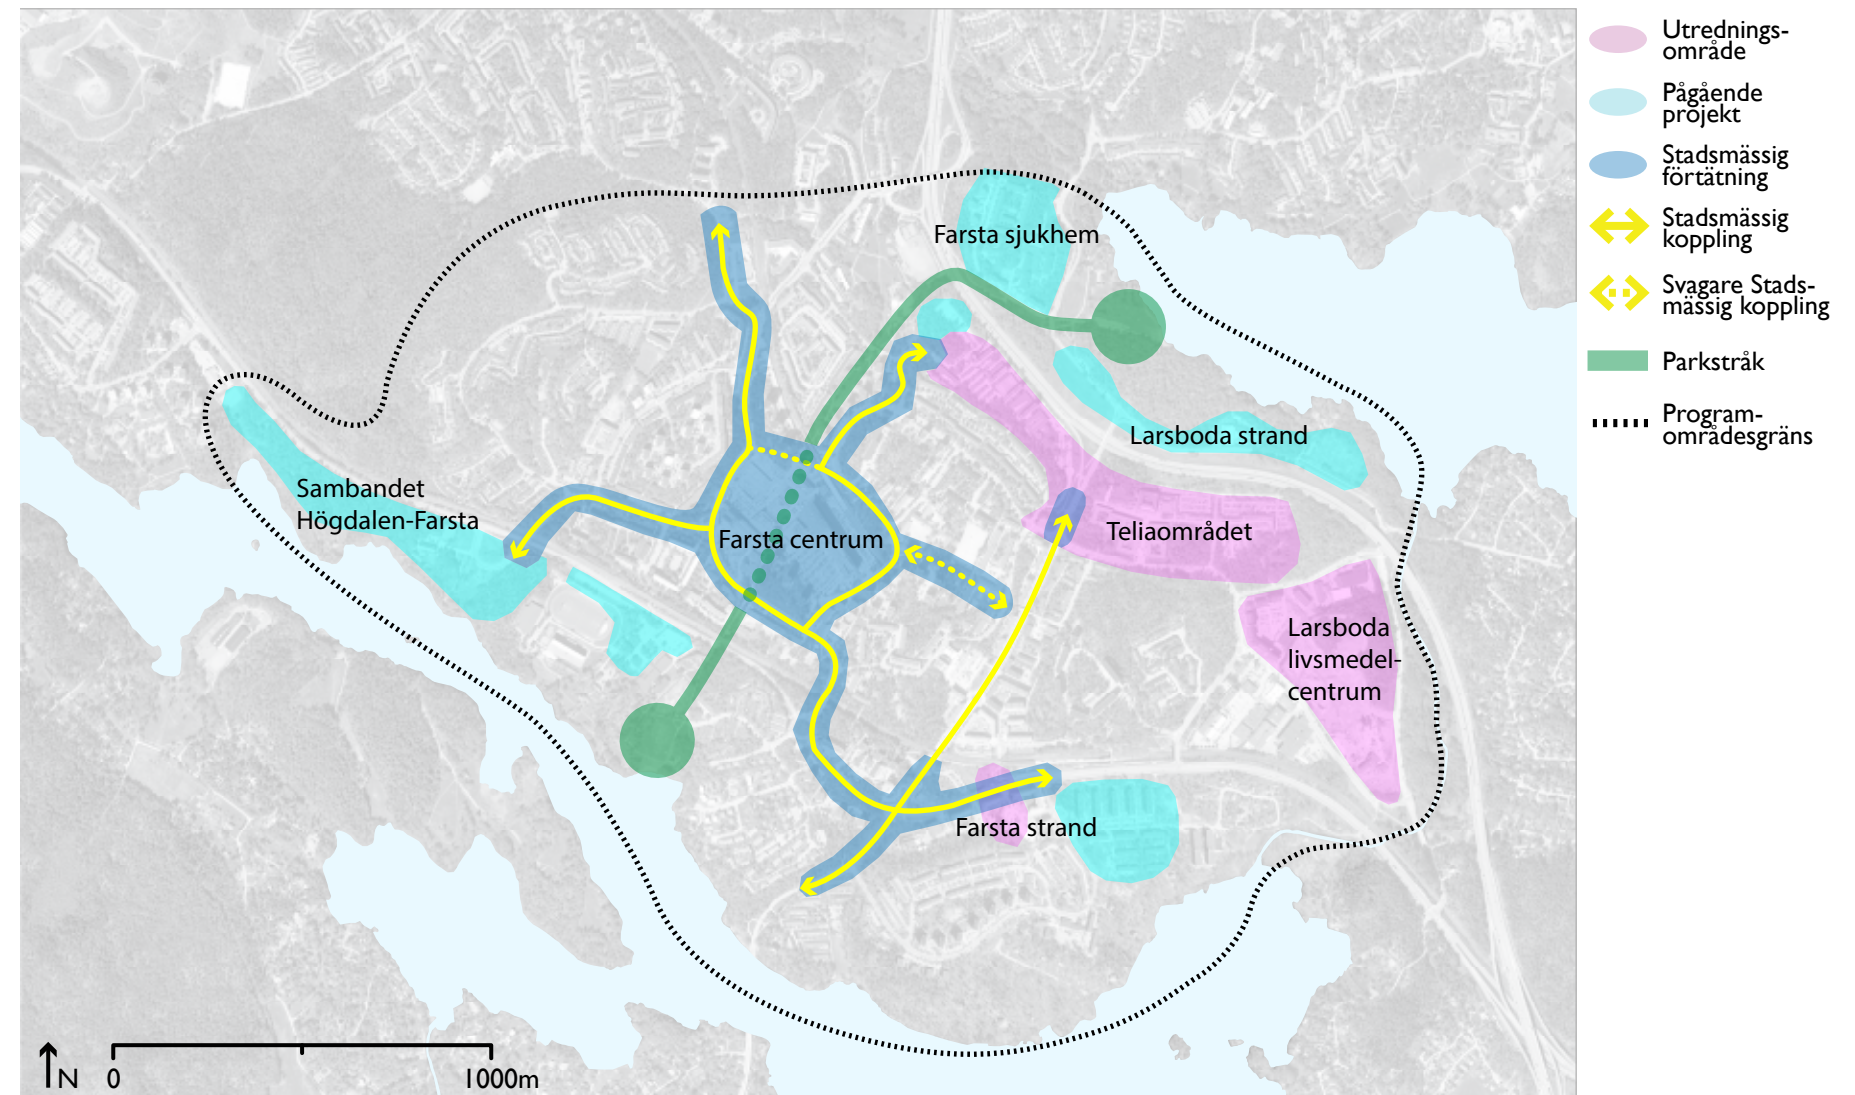 Utrednings-
område
Pågående
projekt
Stadsmässig
förtätning
Stadsmässig
koppling
Svagare Stads-
mässig koppling
Parkstråk
Program-
områdesgräns
Farsta sjukhem
Larsboda strand
Sambandet
Högdalen-Farsta
Farsta centrum
Teliaområdet
Larsboda
livsmedel-
centrum
Farsta strand
N
0
1000m